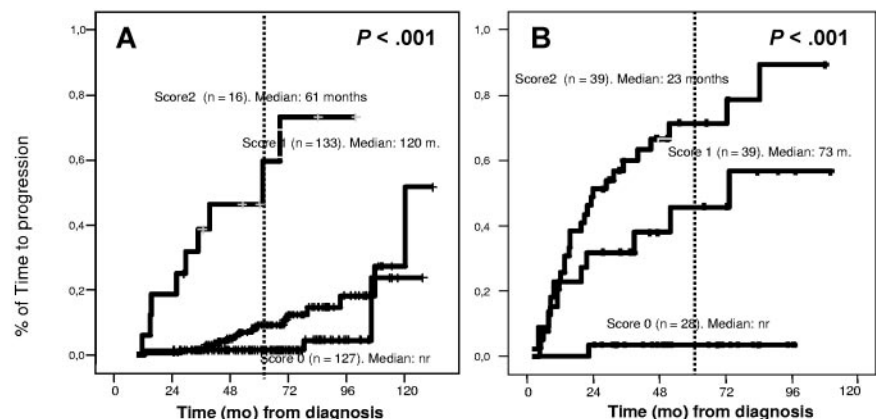 A
P < .001
1,0
0,8
0,6
0,4
0,2
0,0
% of Time to progression
Score2 (n = 16). Median: 61 months
Score 1 (n = 133). Median: 120 m.
Score 0 (n = 127). Median: nr
0 24 48 72 96 120
Time (mo) from diagnosis
B
P < .001
1,0
0,8
0,6
0,4
0,2
0,0
Score2 (n = 39). Median: 23 months
Score 1 (n = 39). Median: 73 m.
Score 0 (n = 28). Median: nr
0 24 48 72 96 120
Time (mo) from diagnosis